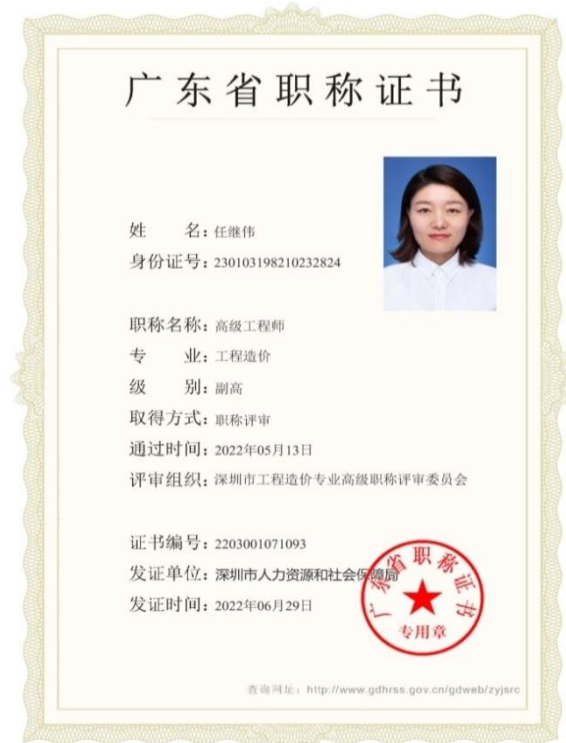 广东省职称证书
姓 名：任继伟
身份证号：230103198210232824
职称名称：高级工程师
专 业：工程造价
级 别：副高
取得方式：职称评审
通过时间：2022年05月13日
评审组织：深圳市工程造价专业高级职称评审委员会
证书编号：2203001071093
发证单位：深圳市人力资源和社会保障局
发证时间：2022年06月29日
广东省职称证书
专用章
查询网址：http://www.gdhrss.gov.cn/gdweb/zyjsrc